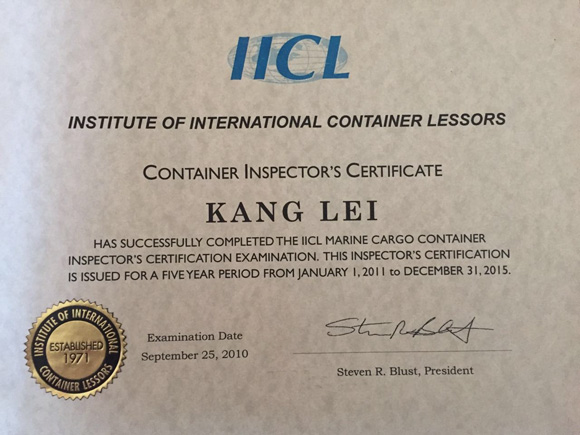 IICL
INSTITUTE OF INTERNATIONAL CONTAINER LESSORS
CONTAINER INSPECTOR'S CERTIFICATE
KANG LEI
HAS SUCCESSFULLY COMPLETED THE IICL MARINE CARGO CONTAINER
INSPECTOR'S CERTIFICATION EXAMINATION. THIS INSPECTOR'S CERTIFICATION
IS ISSUED FOR A FIVE YEAR PERIOD FROM JANUARY 1, 2011 to DECEMBER 31, 2015.
INSTITUTE OF INTERNATIONAL
ESTABLISHED
1971
CONTAINER LESSORS
Examination Date
September 25, 2010
Steven R. Blust, President